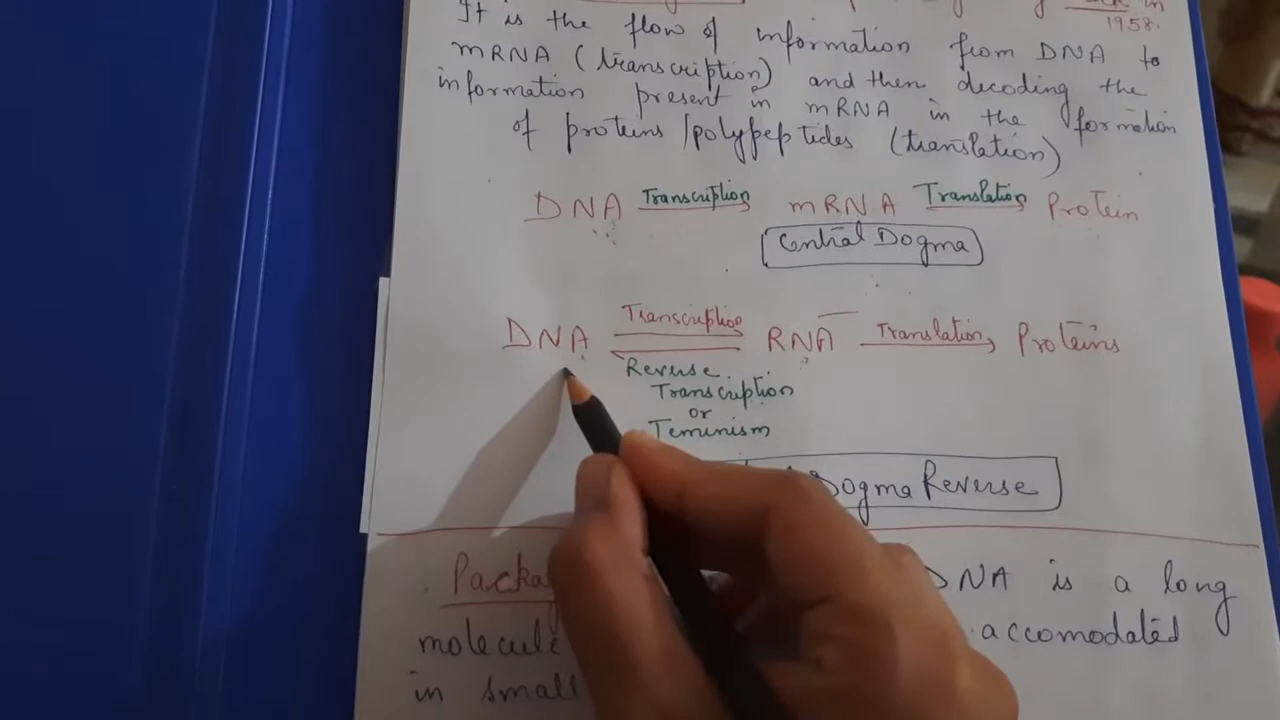 in
1958.
It is the flow of information from DNA to
mRNA (transcription) and then decoding the
information present in mRNA in the formation
of proteins/polypeptides (translation)
DNA Transcription mRNA Translation Protein
Central Dogma
DNA Transcription RNA Translation Proteins
Reverse
Transcription
or
Teminism
Dogma Reverse
DNA is a long
molecule accomodated
in small